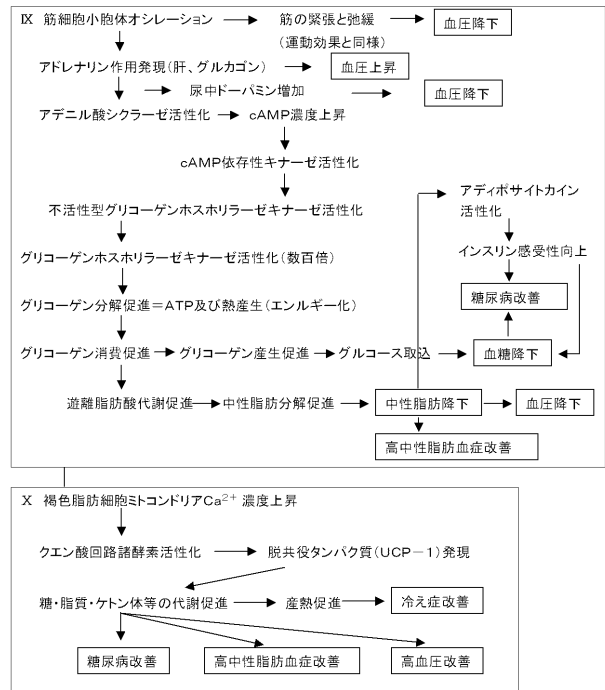 Ⅸ 筋細胞小胞体オシレーション → 筋の緊張と弛緩 → 血圧降下
(運動効果と同様)
アドレナリン作用発現(肝、グルカゴン) → 血圧上昇
→ 尿中ドーパミン増加 → 血圧降下
アデニル酸シクラーゼ活性化 → cAMP濃度上昇
cAMP依存性キナーゼ活性化
アディポサイトカイン
活性化
不活性型グリコーゲンホスホリラーゼキナーゼ活性化
インスリン感受性向上
グリコーゲンホスホリラーゼキナーゼ活性化(数百倍)
糖尿病改善
グリコーゲン分解促進=ATP及び熱産生(エンルギー化)
グリコーゲン消費促進 → グリコーゲン産生促進 → グルコース取込 → 血糖降下
遊離脂肪酸代謝促進 → 中性脂肪分解促進 → 中性脂肪降下 → 血圧降下
高中性脂肪血症改善
Ⅹ 褐色脂肪細胞ミトコンドリアCa²⁺ 濃度上昇
クエン酸回路諸酵素活性化 → 脱共役タンパク質(UCP-1)発現
糖・脂質・ケトン体等の代謝促進 → 産熱促進 → 冷え症改善
糖尿病改善 高中性脂肪血症改善 高血圧改善